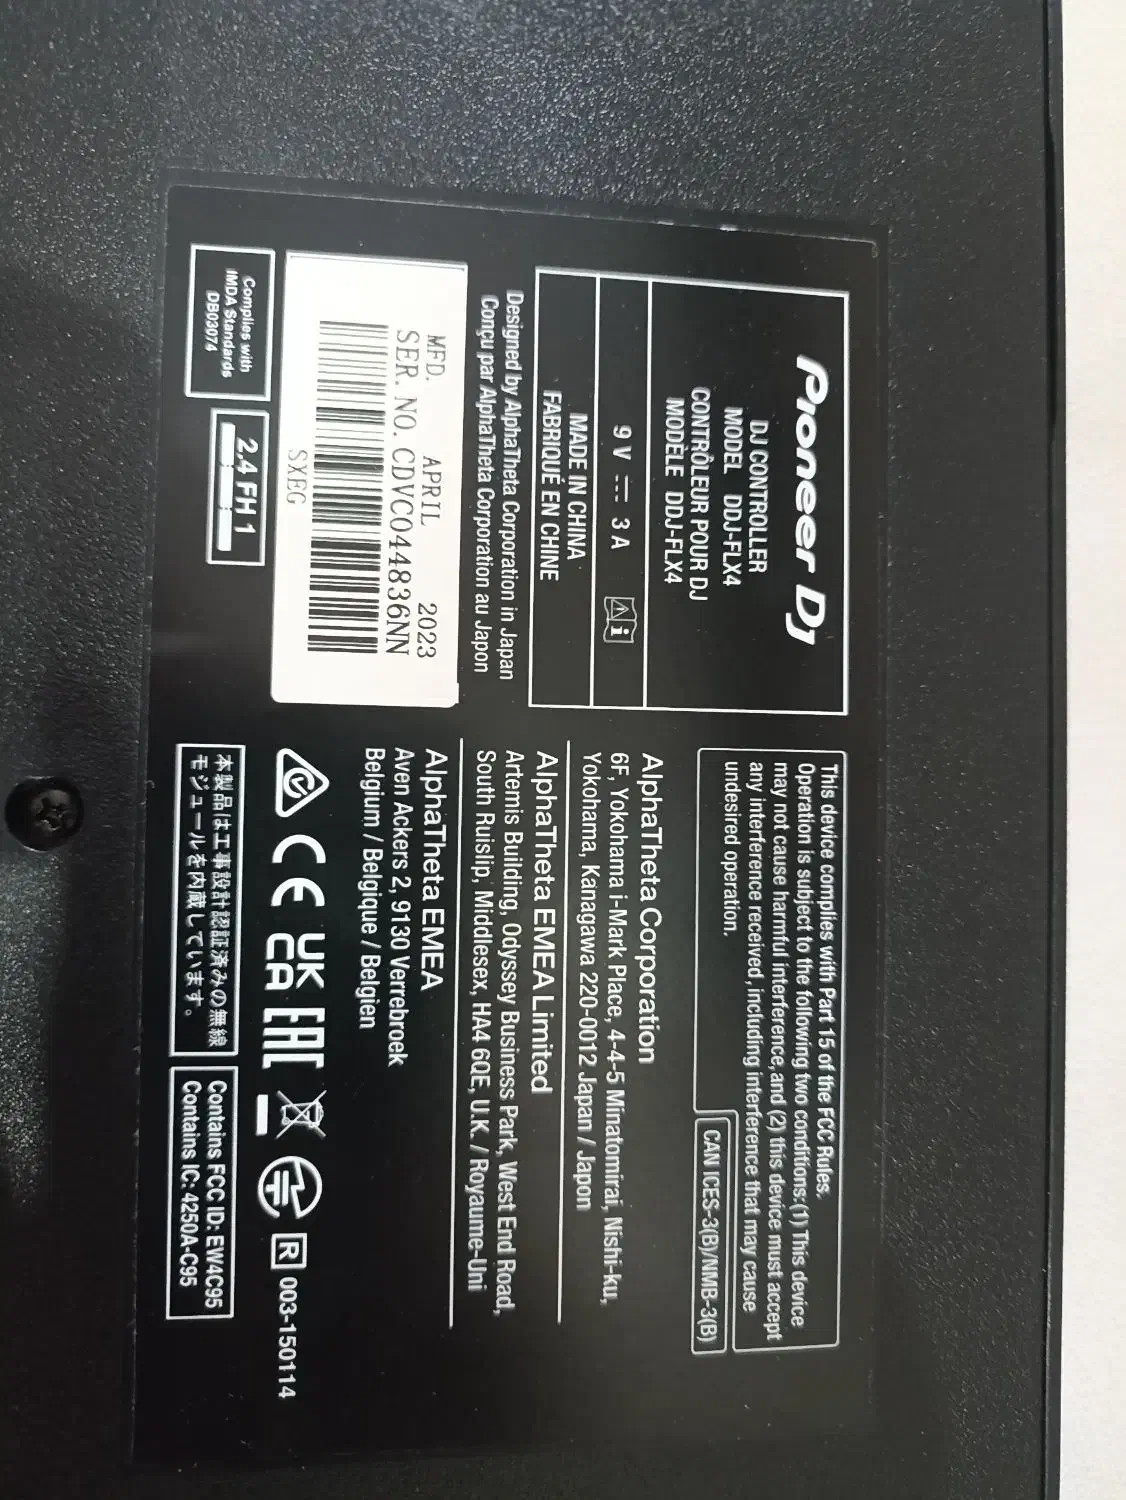 Pioneer Dj
DJ CONTROLLER
MODEL DDJ-FLX4
CONTRÔLEUR POUR DJ
MODÈLE DDJ-FLX4
9 V 3 A
MADE IN CHINA
FABRIQUÉ EN CHINE
Designed by AlphaTheta Corporation in Japan
Conçu par AlphaTheta Corporation au Japon
MFD. APRIL 2023
SER. NO. CDVC044836NN
SXEG
Complies with
IMDA Standards
DB03074
2.4 FH 1
This device complies with Part 15 of the FCC Rules.
Operation is subject to the following two conditions:(1) This device
may not cause harmful interference, and (2) this device must accept
any interference received, including interference that may cause
undesired operation.
CAN ICES-3(B)/NMB-3(B)
AlphaTheta Corporation
6F, Yokohama i-Mark Place, 4-4-5 Minatomirai, Nishi-ku,
Yokohama, Kanagawa 220-0012 Japan / Japon
AlphaTheta EMEA Limited
Artemis Building, Odyssey Business Park, West End Road,
South Ruislip, Middlesex, HA4 6QE, U.K. / Royaume-Uni
AlphaTheta EMEA
Aven Ackers 2, 9130 Verrebroek
Belgium / Belgique / Belgien
CE UK CA EAC R 003-150114
本製品は工事設計認証済みの無線
モジュールを内蔵しています。
Contains FCC ID: EW4C95
Contains IC: 4250A-C95